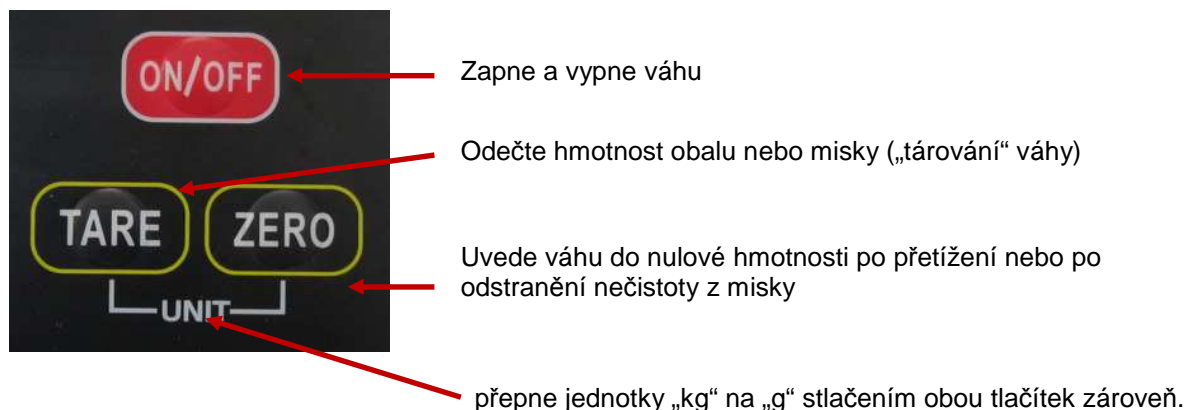 ON/OFF
Zapne a vypne váhu
Odečte hmotnost obalu nebo misky („tárování“ váhy)
TARE
ZERO
Uvede váhu do nulové hmotnosti po přetížení nebo po
odstranění nečistoty z misky
UNIT
přepne jednotky „kg“ na „g“ stlačením obou tlačítek zároveň.